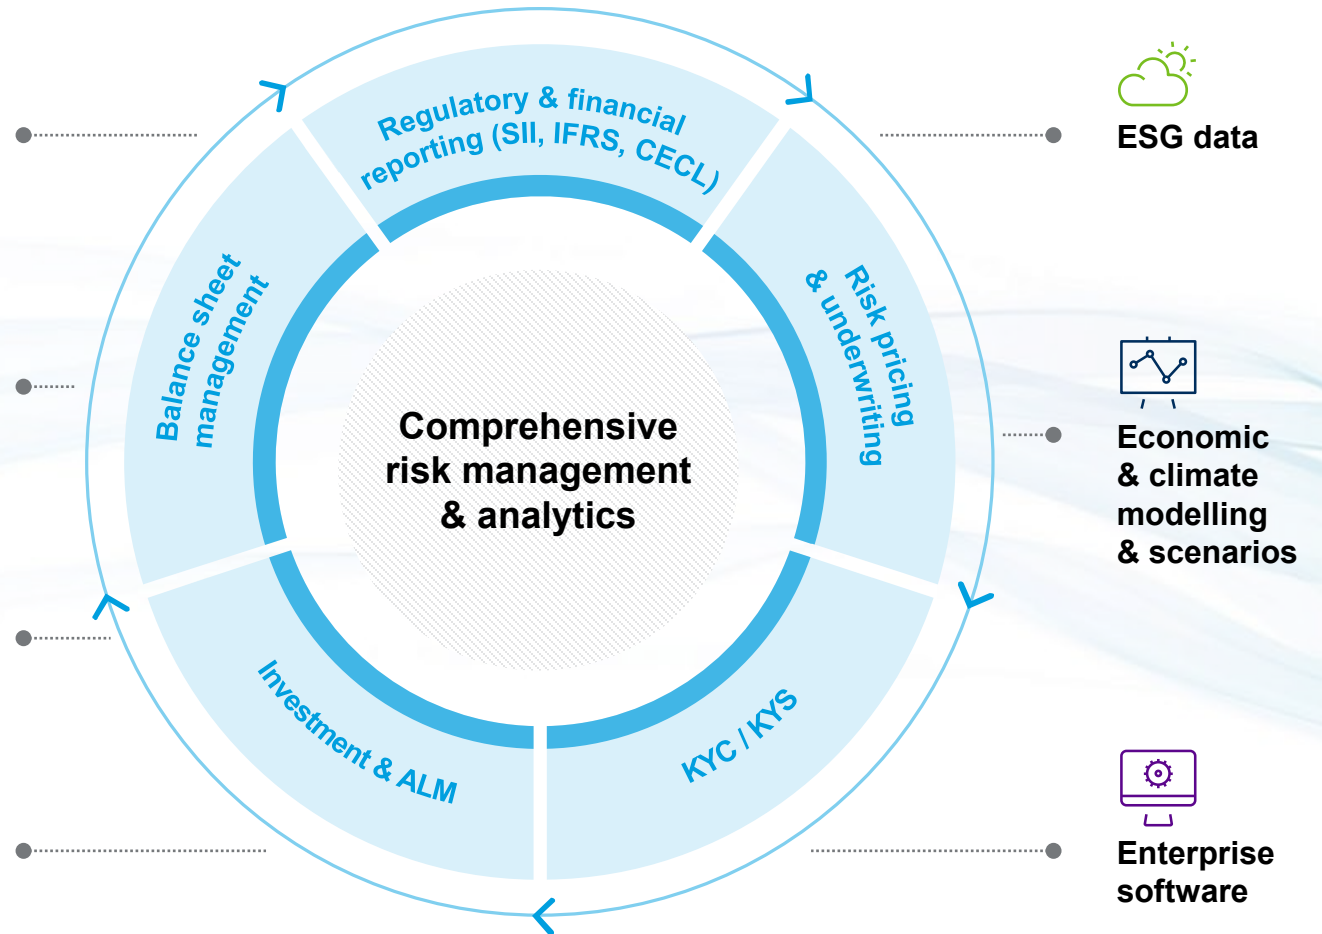 Regulatory & financial
reporting (SII, IFRS, CECL)
Risk pricing
& underwriting
KYC / KYS
Investment & ALM
Balance sheet
management
Comprehensive
risk management
& analytics
ESG data
Economic
& climate
modelling
& scenarios
Enterprise
software